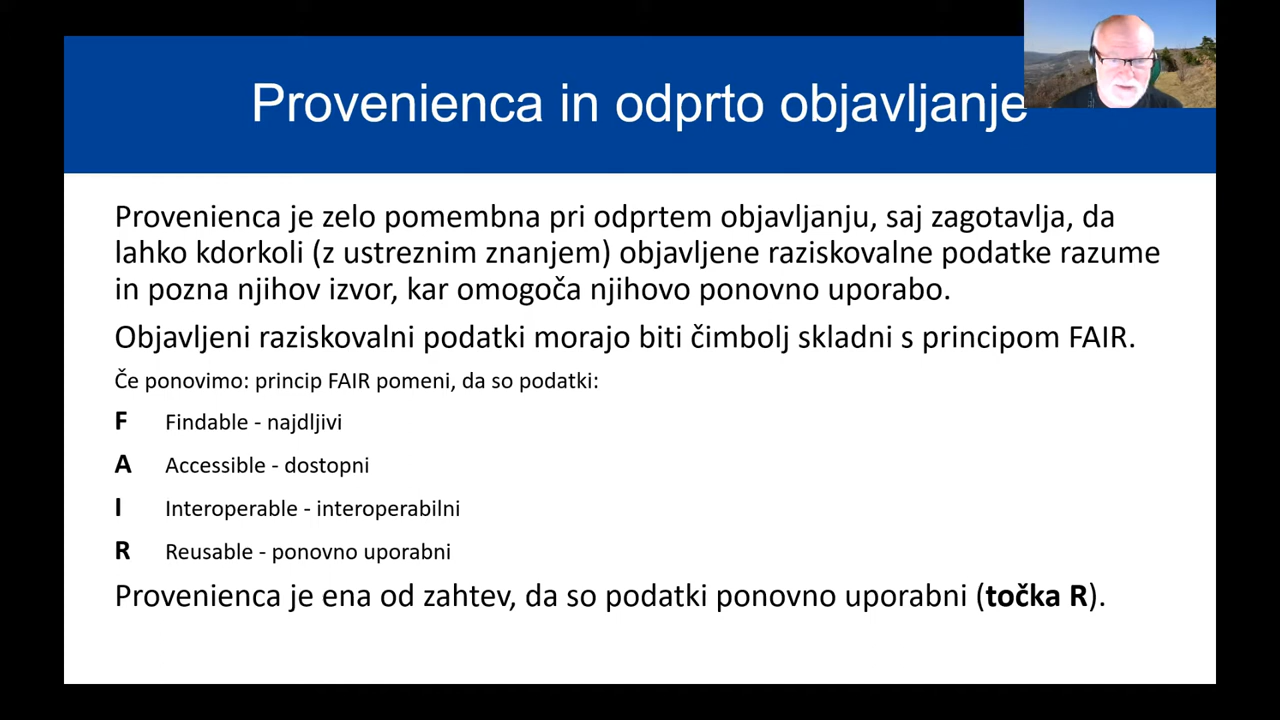 Provenienca in odprto objavljanje
Provenienca je zelo pomembna pri odprtem objavljanju, saj zagotavlja, da
lahko kdorkoli (z ustreznim znanjem) objavljene raziskovalne podatke razume
in pozna njihov izvor, kar omogoča njihovo ponovno uporabo.
Objavljeni raziskovalni podatki morajo biti čimbolj skladni s principom FAIR.
Če ponovimo: princip FAIR pomeni, da so podatki:
F Findable - najdljivi
A Accessible - dostopni
I Interoperable - interoperabilni
R Reusable - ponovno uporabni
Provenienca je ena od zahtev, da so podatki ponovno uporabni (točka R).